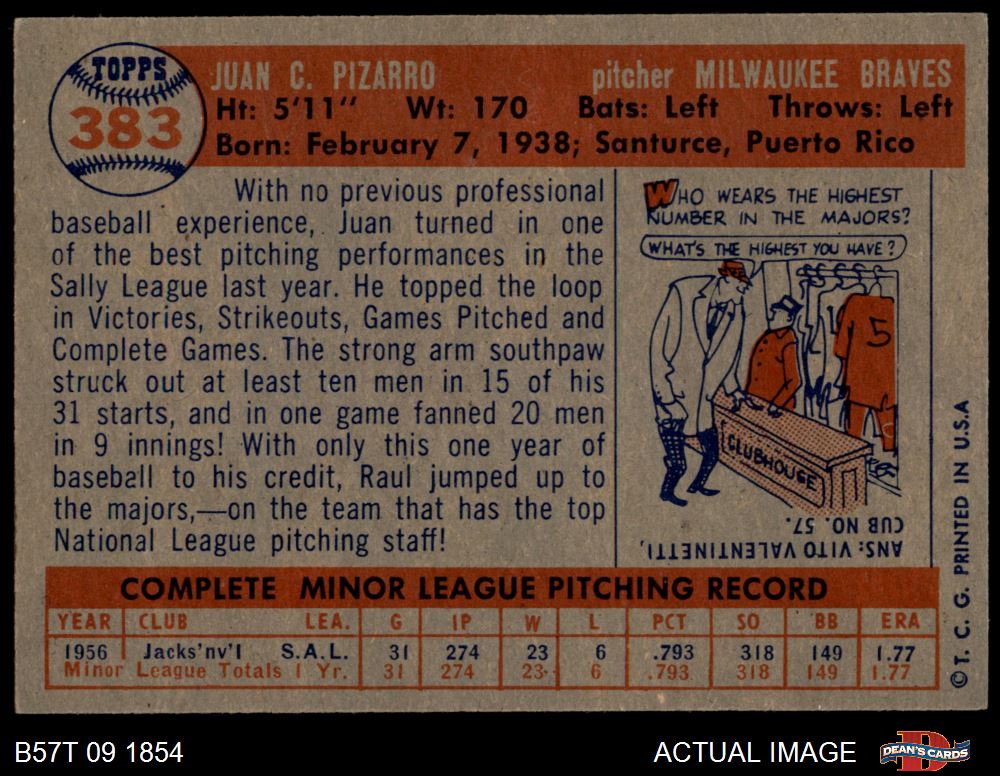 TOPPS
383
JUAN C. PIZARRO pitcher MILWAUKEE BRAVES
Ht: 5'11" Wt: 170 Bats: Left Throws: Left
Born: February 7, 1938; Santurce, Puerto Rico
With no previous professional
baseball experience, Juan turned in one
of the best pitching performances in the
Sally League last year. He topped the loop
in Victories, Strikeouts, Games Pitched and
Complete Games. The strong arm southpaw
struck out at least ten men in 15 of his
31 starts, and in one game fanned 20 men
in 9 innings! With only this one year of
baseball to his credit, Raul jumped up to
the majors,—on the team that has the top
National League pitching staff!
WHO WEARS THE HIGHEST
NUMBER IN THE MAJORS?
WHAT'S THE HIGHEST YOU HAVE?
1
5
CLUBHOUSE
ANS: VITO VALENTINETTI,
CUB NO. 57.
COMPLETE MINOR LEAGUE PITCHING RECORD
YEAR CLUB LEA. G IP W L PCT SO BB ERA
1956 Jacks'nv'l S.A.L. 31 274 23 6 .793 318 149 1.77
Minor League Totals 1 Yr. 31 274 23 6 .793 318 149 1.77
© T. C. G. PRINTED IN U.S.A
B57T 09 1854 ACTUAL IMAGE
D
DEAN'S CARDS